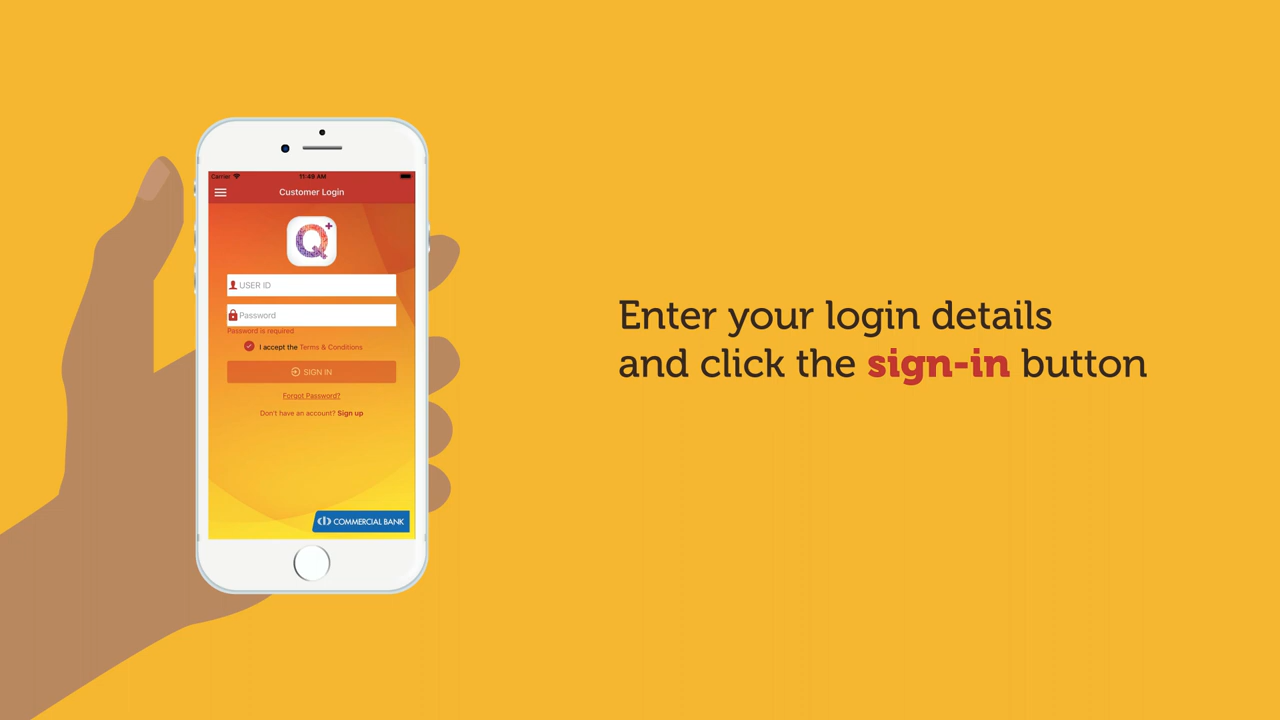 Carrier 11:49 AM
Customer Login
Q+
USER ID
Password
Password is required
I accept the Terms & Conditions
SIGN IN
Forgot Password?
Don't have an account? Sign up
COMMERCIAL BANK
Enter your login details
and click the sign-in button